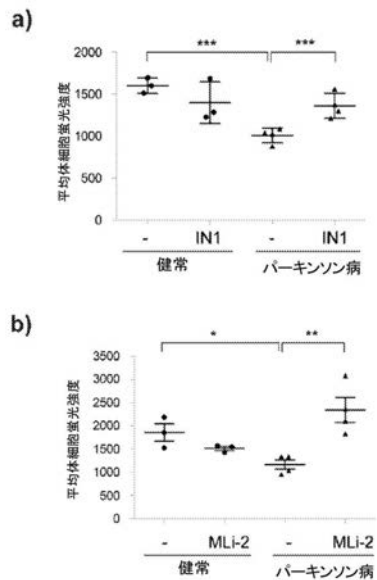 a)
*** ***
2000
1500
1000
500
0
平均体細胞蛍光強度
- IN1 - IN1
健常 パーキンソン病
b)
* **
3500
3000
2500
2000
1500
1000
500
0
平均体細胞蛍光強度
- MLi-2 - MLi-2
健常 パーキンソン病